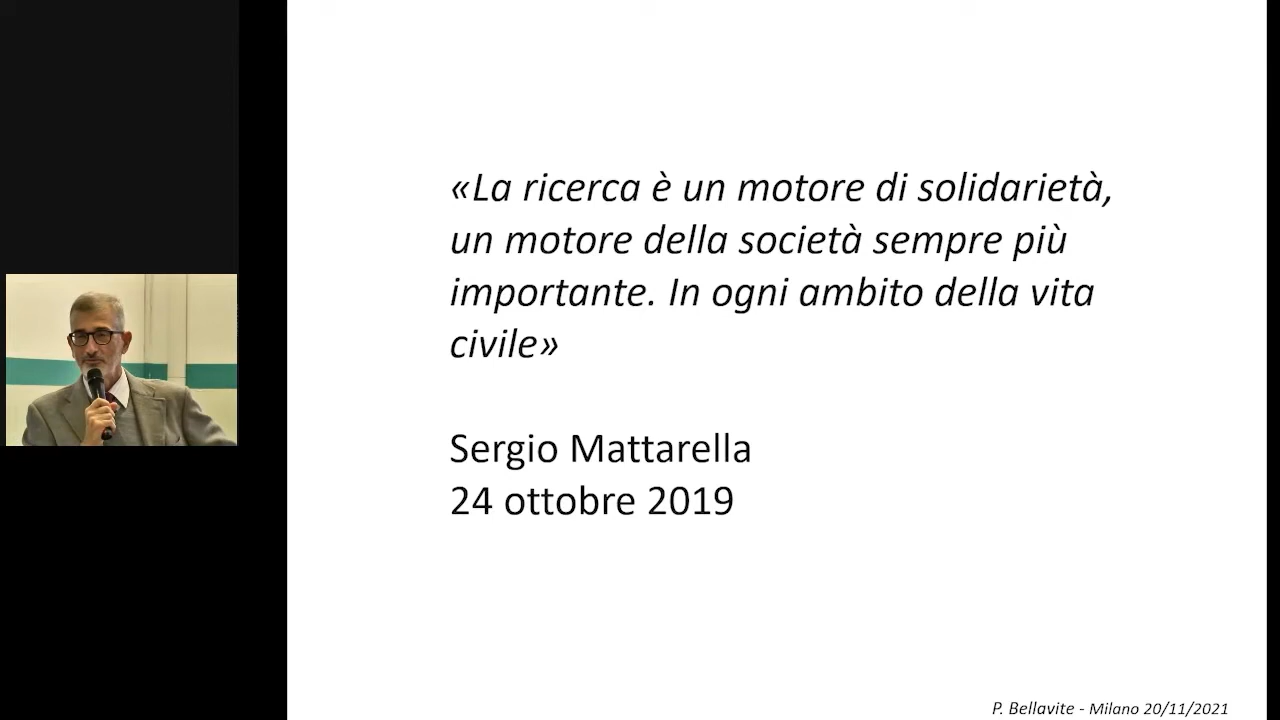 «La ricerca è un motore di solidarietà,
un motore della società sempre più
importante. In ogni ambito della vita
civile»
Sergio Mattarella
24 ottobre 2019
P. Bellavite - Milano 20/11/2021